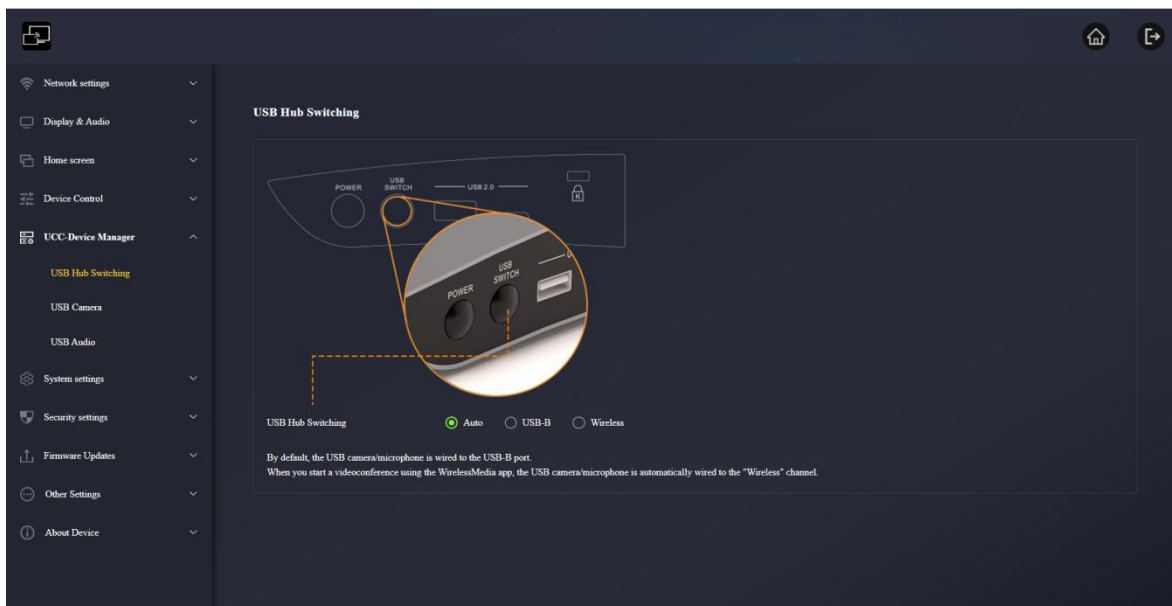 Network settings
Display & Audio
Home screen
Device Control
UCC-Device Manager
USB Hub Switching
USB Camera
USB Audio
System settings
Security settings
Firmware Updates
Other Settings
About Device
USB Hub Switching
POWER
USB
SWITCH
USB 2.0
K
POWER
USB
SWITCH
USB Hub Switching
Auto
USB-B
Wireless
By default, the USB camera/microphone is wired to the USB-B port.
When you start a videoconference using the WirelessMedia app, the USB camera/microphone is automatically wired to the "Wireless" channel.